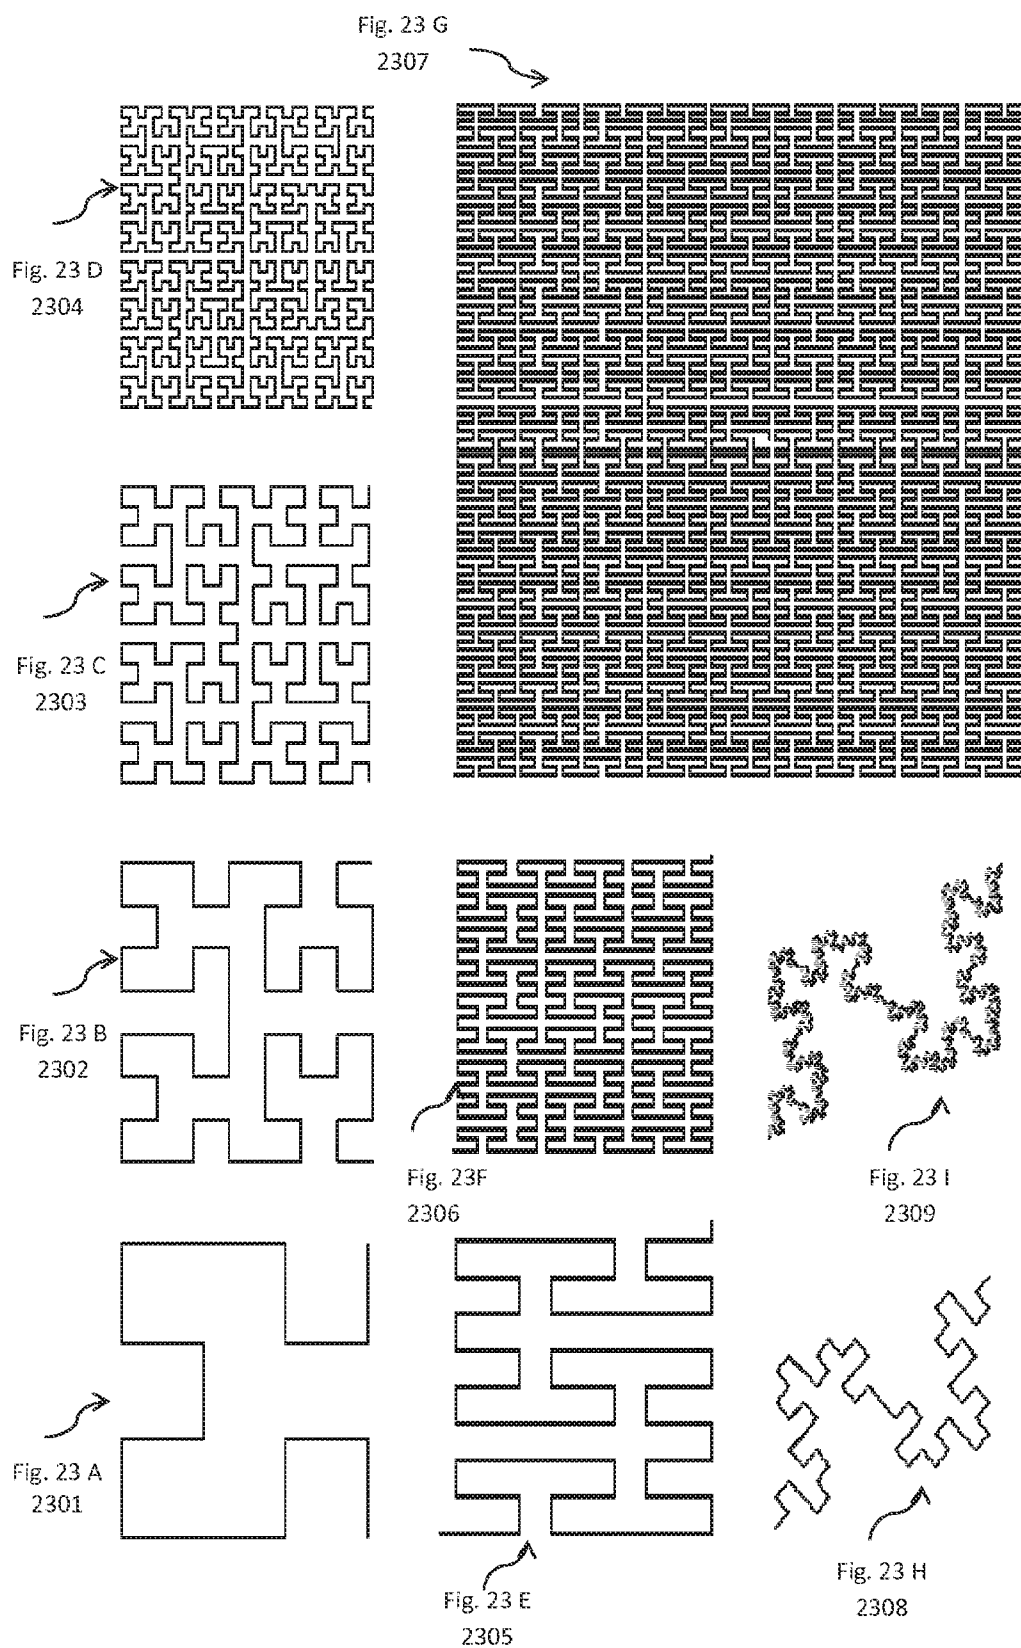 Fig. 23 G
2307
Fig. 23 D
2304
Fig. 23 C
2303
Fig. 23 B
2302
Fig. 23F
2306
Fig. 23 I
2309
Fig. 23 A
2301
Fig. 23 E
2305
Fig. 23 H
2308